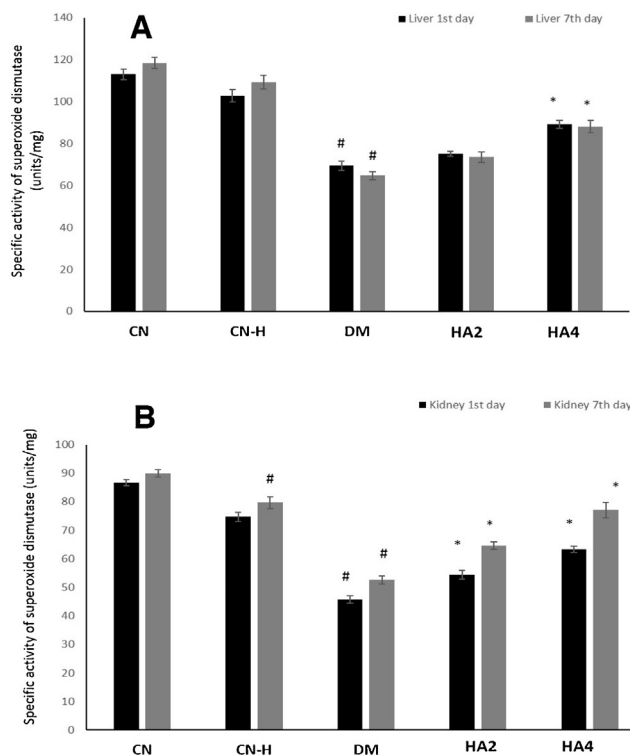 A
Liver 1st day
Liver 7th day
Specific activity of superoxide dismutase
(units/mg)
140
120
100
80
60
40
20
0
# # * *
CN CN-H DM HA2 HA4
B
Kidney 1st day
Kidney 7th day
Specific activity of superoxide dismutase (units/mg)
100
90
80
70
60
50
40
30
20
10
0
# # # * * * *
CN CN-H DM HA2 HA4